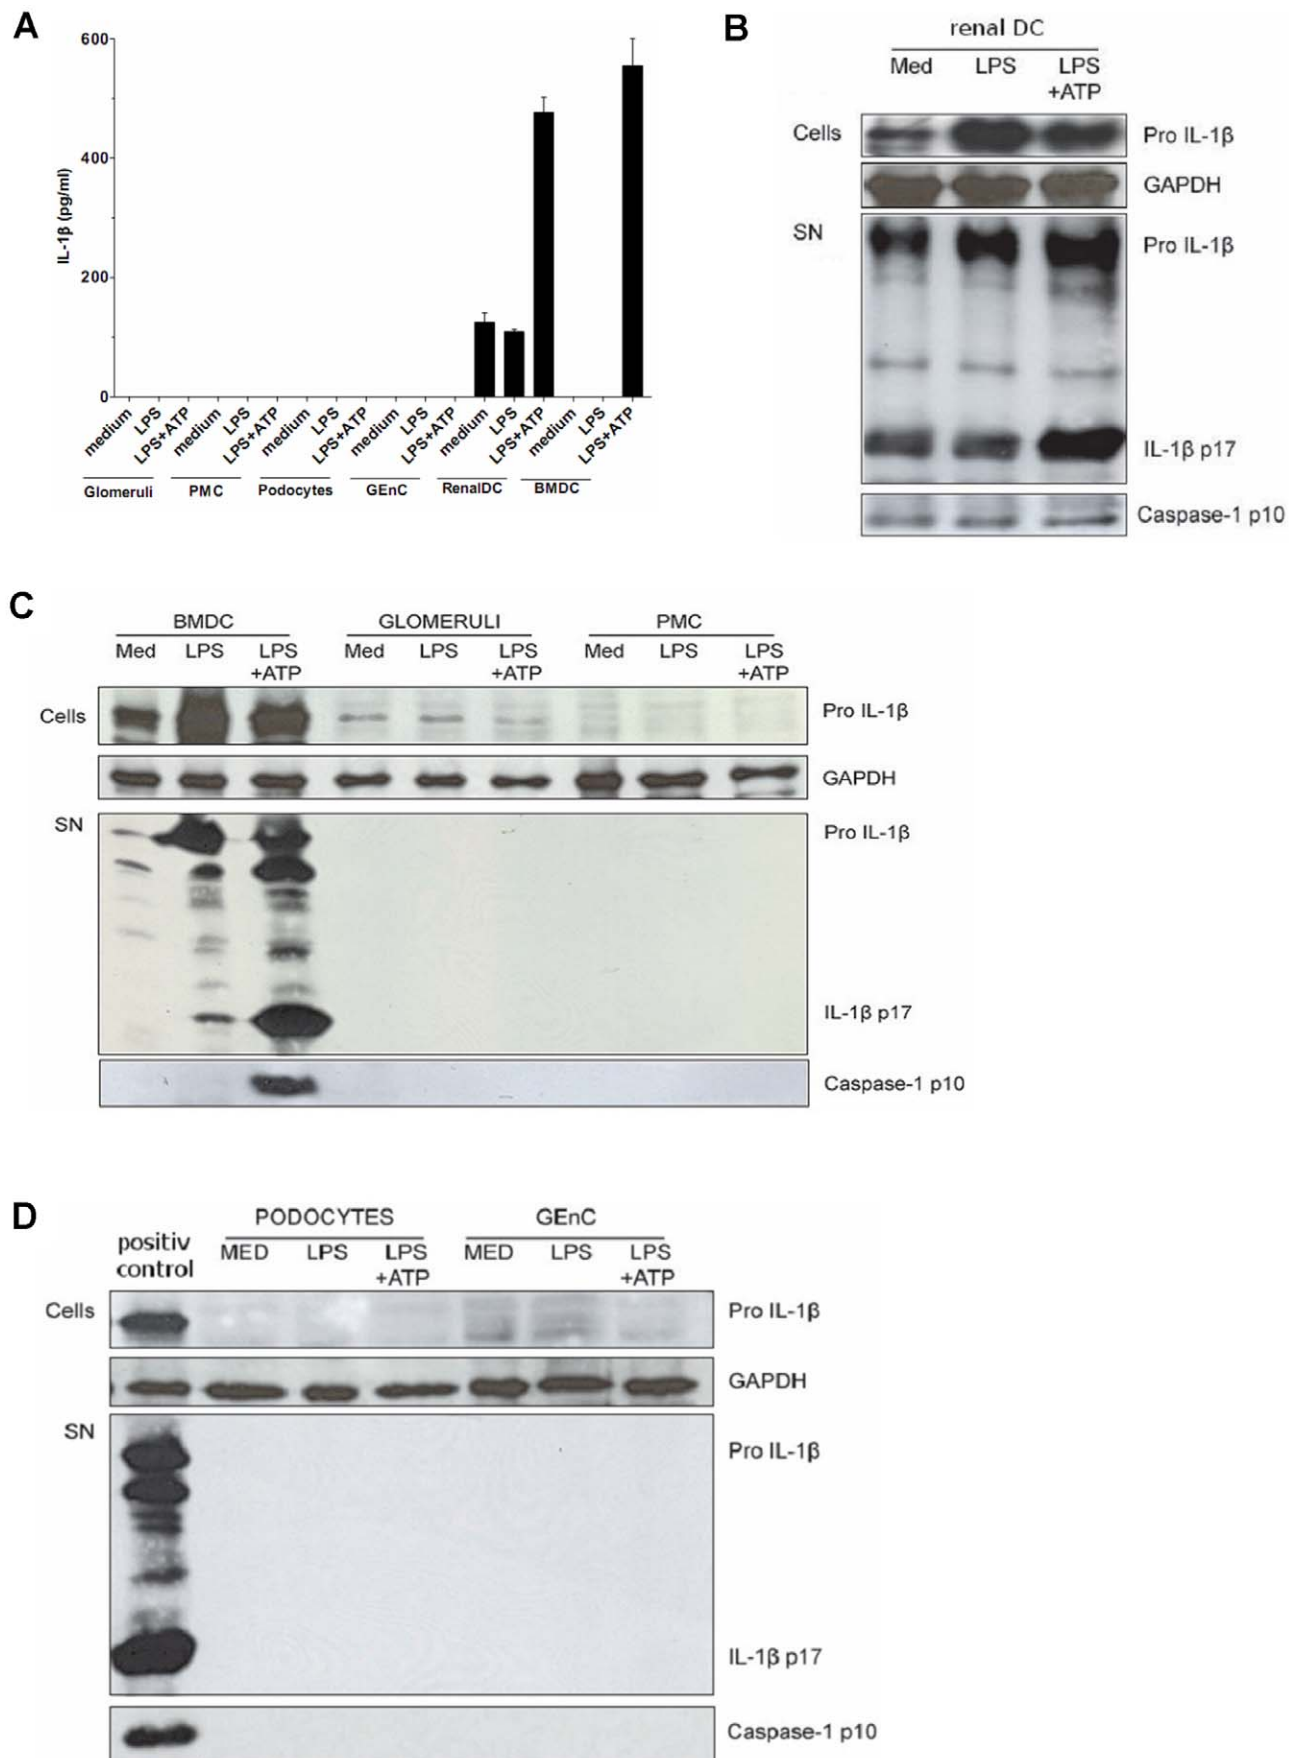 A
600
400
200
0
IL-1β (pg/ml)
medium LPS LPS+ATP medium LPS LPS+ATP medium LPS LPS+ATP medium LPS LPS+ATP medium LPS LPS+ATP medium LPS LPS+ATP
Glomeruli PMC Podocytes GEnC RenalDC BMDC
B
renal DC
Med LPS LPS
+ATP
Cells Pro IL-1β
GAPDH
SN Pro IL-1β
IL-1β p17
Caspase-1 p10
C
BMDC GLOMERULI PMC
Med LPS LPS Med LPS LPS Med LPS LPS
+ATP +ATP +ATP
Cells Pro IL-1β
GAPDH
SN Pro IL-1β
IL-1β p17
Caspase-1 p10
D
PODOCYTES GEnC
positiv MED LPS LPS MED LPS LPS
control +ATP +ATP
Cells Pro IL-1β
GAPDH
SN Pro IL-1β
IL-1β p17
Caspase-1 p10